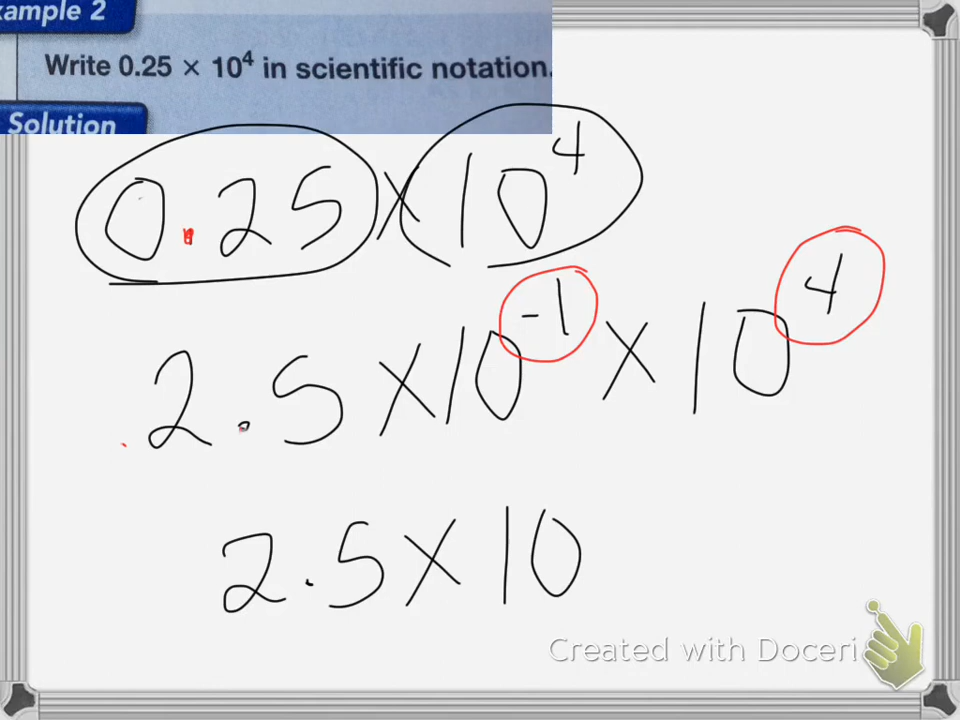 xample 2
Write 0.25 × 10⁴ in scientific notation.
Solution
0.25 × 10⁴
2.5 × 10⁻¹ × 10⁴
2.5 × 10
Created with Doceri